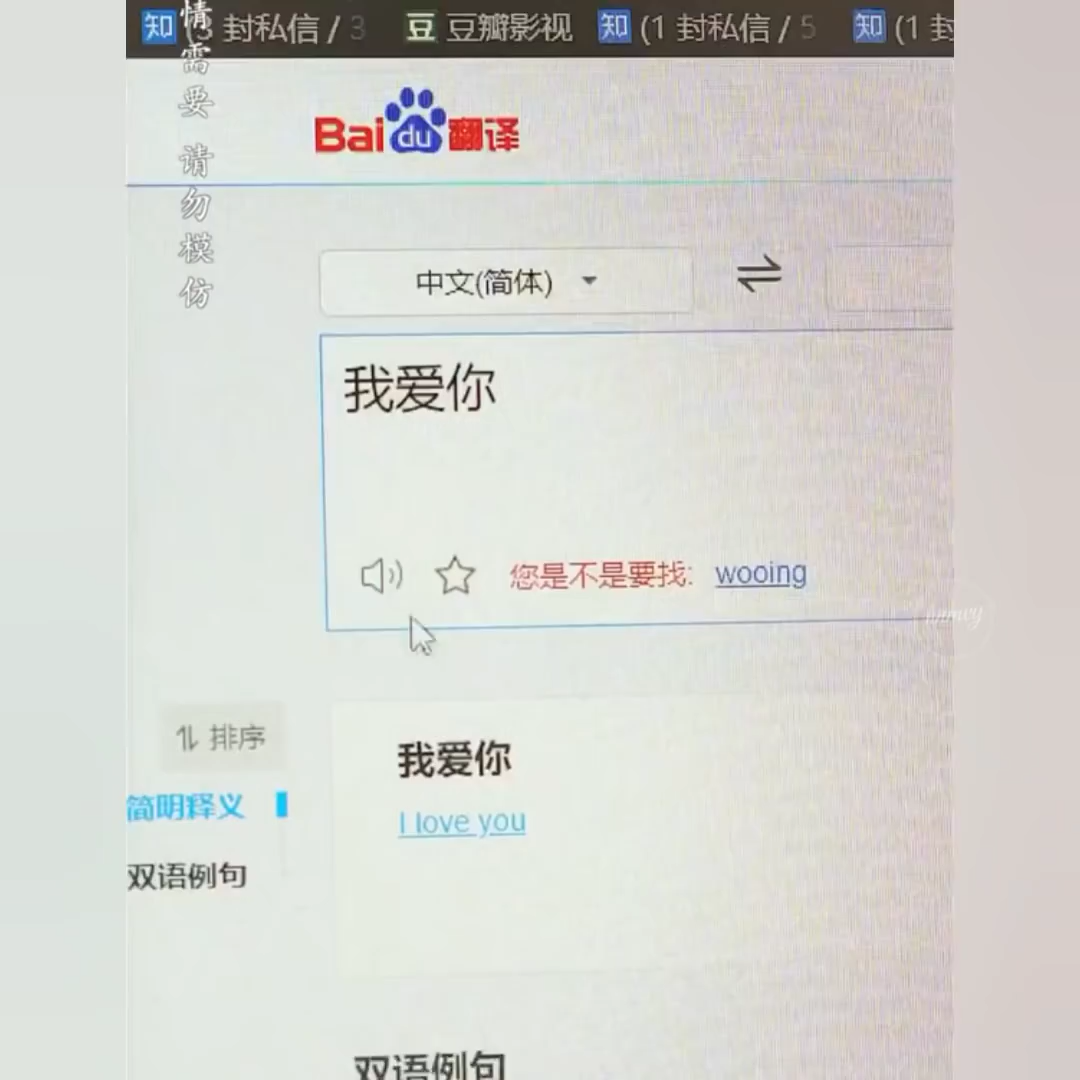 知 (3 封私信 / 3 豆 豆瓣影视 知 (1 封私信 / 5 知 (1 封
情需要 请勿模仿
Bai du 翻译
中文(简体)
我爱你
您是不是要找: wooing
排序
我爱你
I love you
简明释义
双语例句
双语例句